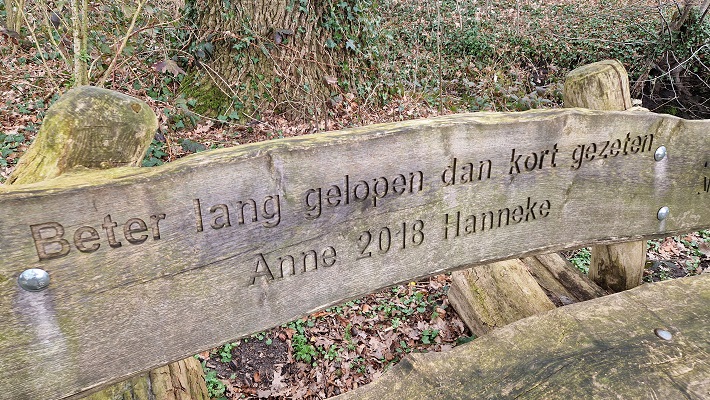 Beter lang gelopen dan kort gezeten
Anne 2018 Hanneke